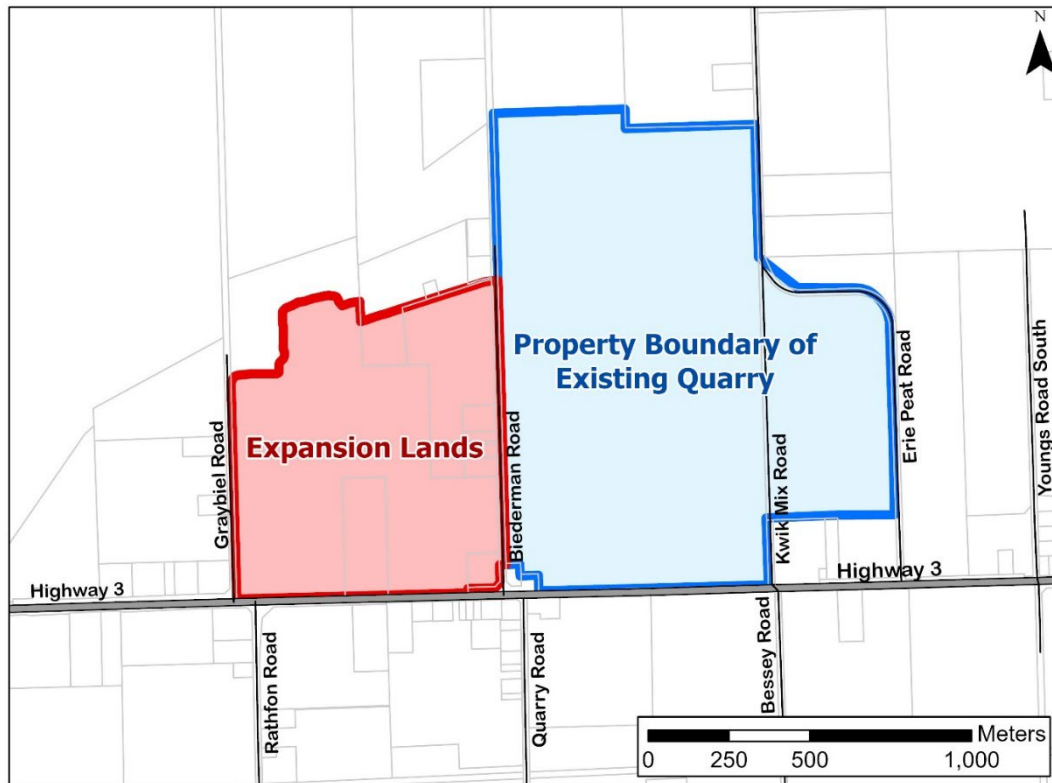 N
Property Boundary of
Existing Quarry
Expansion Lands
Graybiel Road
Biederman Road
Kwik Mix Road
Erie Peat Road
Youngs Road South
Highway 3
Highway 3
Rathfon Road
Quarry Road
Bessey Road
Meters
0 250 500 1,000